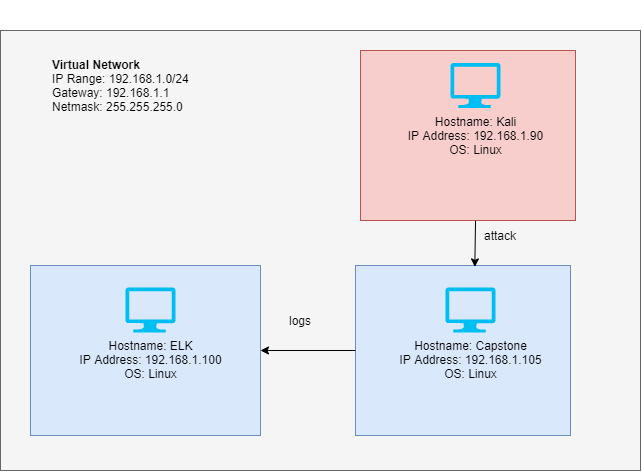 Virtual Network
IP Range: 192.168.1.0/24
Gateway: 192.168.1.1
Netmask: 255.255.255.0
Hostname: Kali
IP Address: 192.168.1.90
OS: Linux
attack
logs
Hostname: ELK
IP Address: 192.168.1.100
OS: Linux
Hostname: Capstone
IP Address: 192.168.1.105
OS: Linux